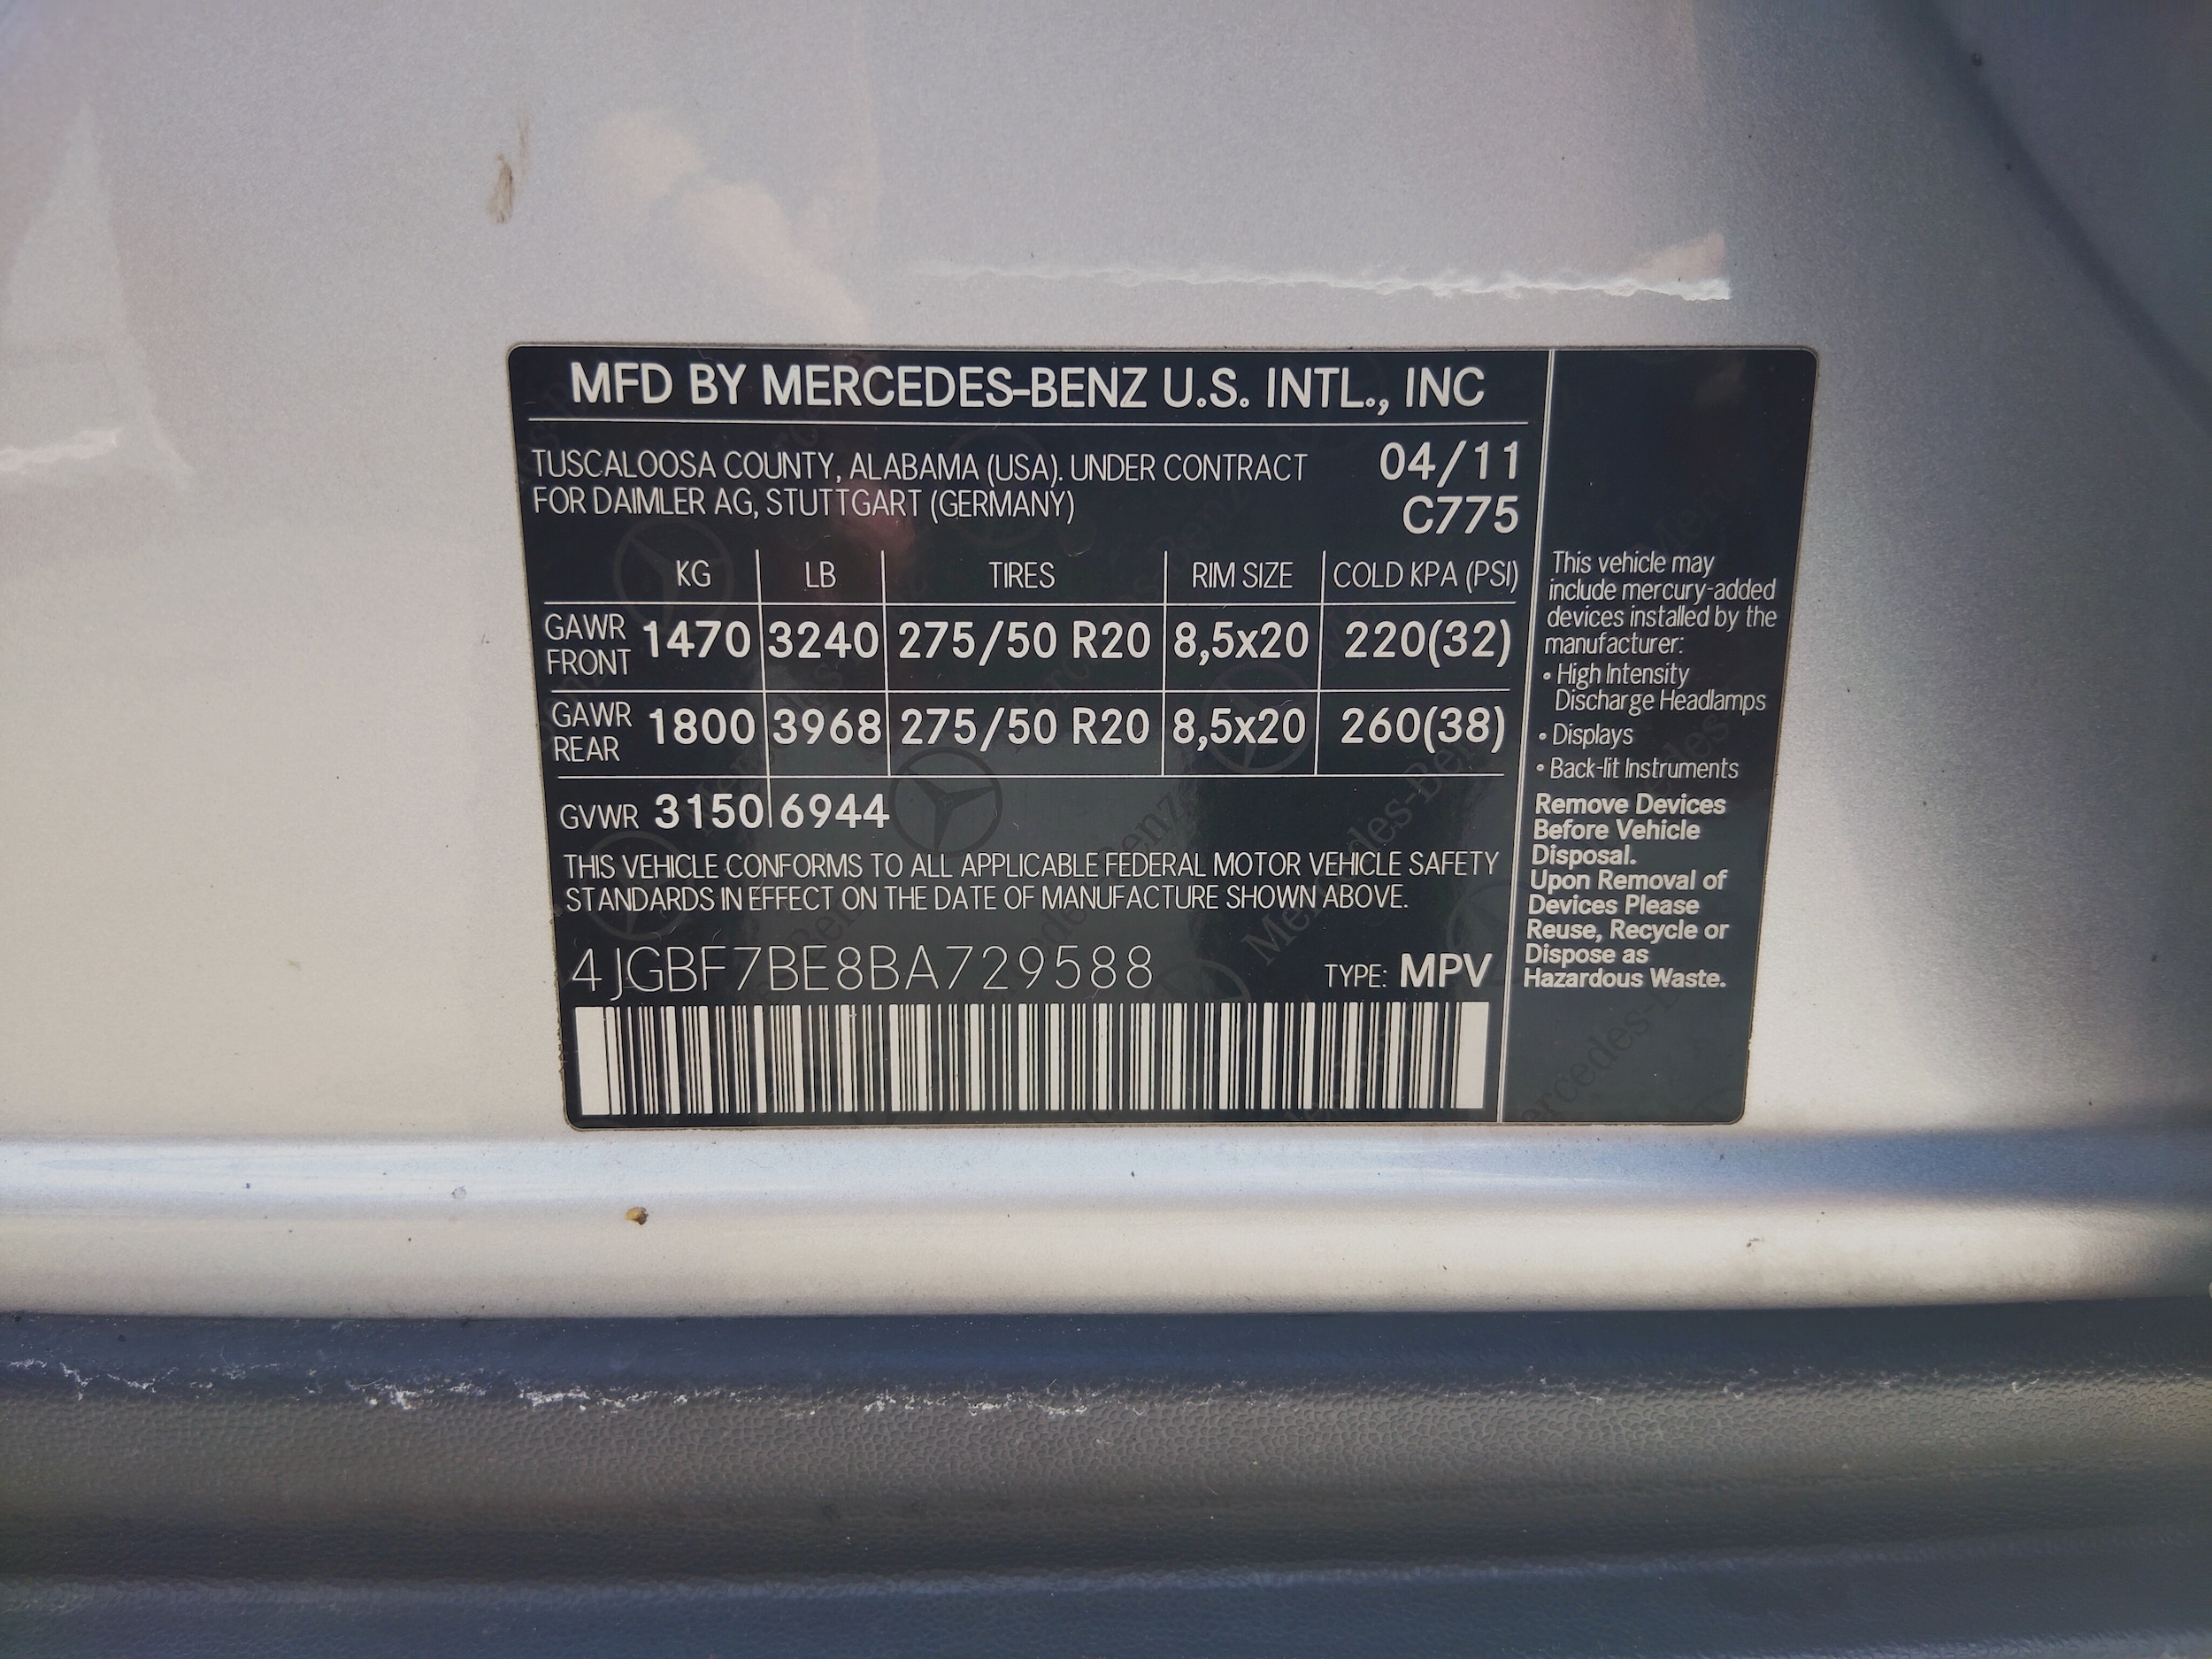 MFD BY MERCEDES-BENZ U.S. INTL., INC
TUSCALOOSA COUNTY, ALABAMA (USA). UNDER CONTRACT 04/11
FOR DAIMLER AG, STUTTGART (GERMANY) C775
KG LB TIRES RIM SIZE COLD KPA (PSI)
GAWR FRONT 1470 3240 275/50 R20 8,5x20 220(32)
GAWR REAR 1800 3968 275/50 R20 8,5x20 260(38)
GVWR 3150 6944
THIS VEHICLE CONFORMS TO ALL APPLICABLE FEDERAL MOTOR VEHICLE SAFETY
STANDARDS IN EFFECT ON THE DATE OF MANUFACTURE SHOWN ABOVE.
4JGBF7BE8BA729588 TYPE: MPV
This vehicle may
include mercury-added
devices installed by the
manufacturer:
• High Intensity
Discharge Headlamps
• Displays
• Back-lit Instruments
Remove Devices
Before Vehicle
Disposal.
Upon Removal of
Devices Please
Reuse, Recycle or
Dispose as
Hazardous Waste.
Mercedes-Benz